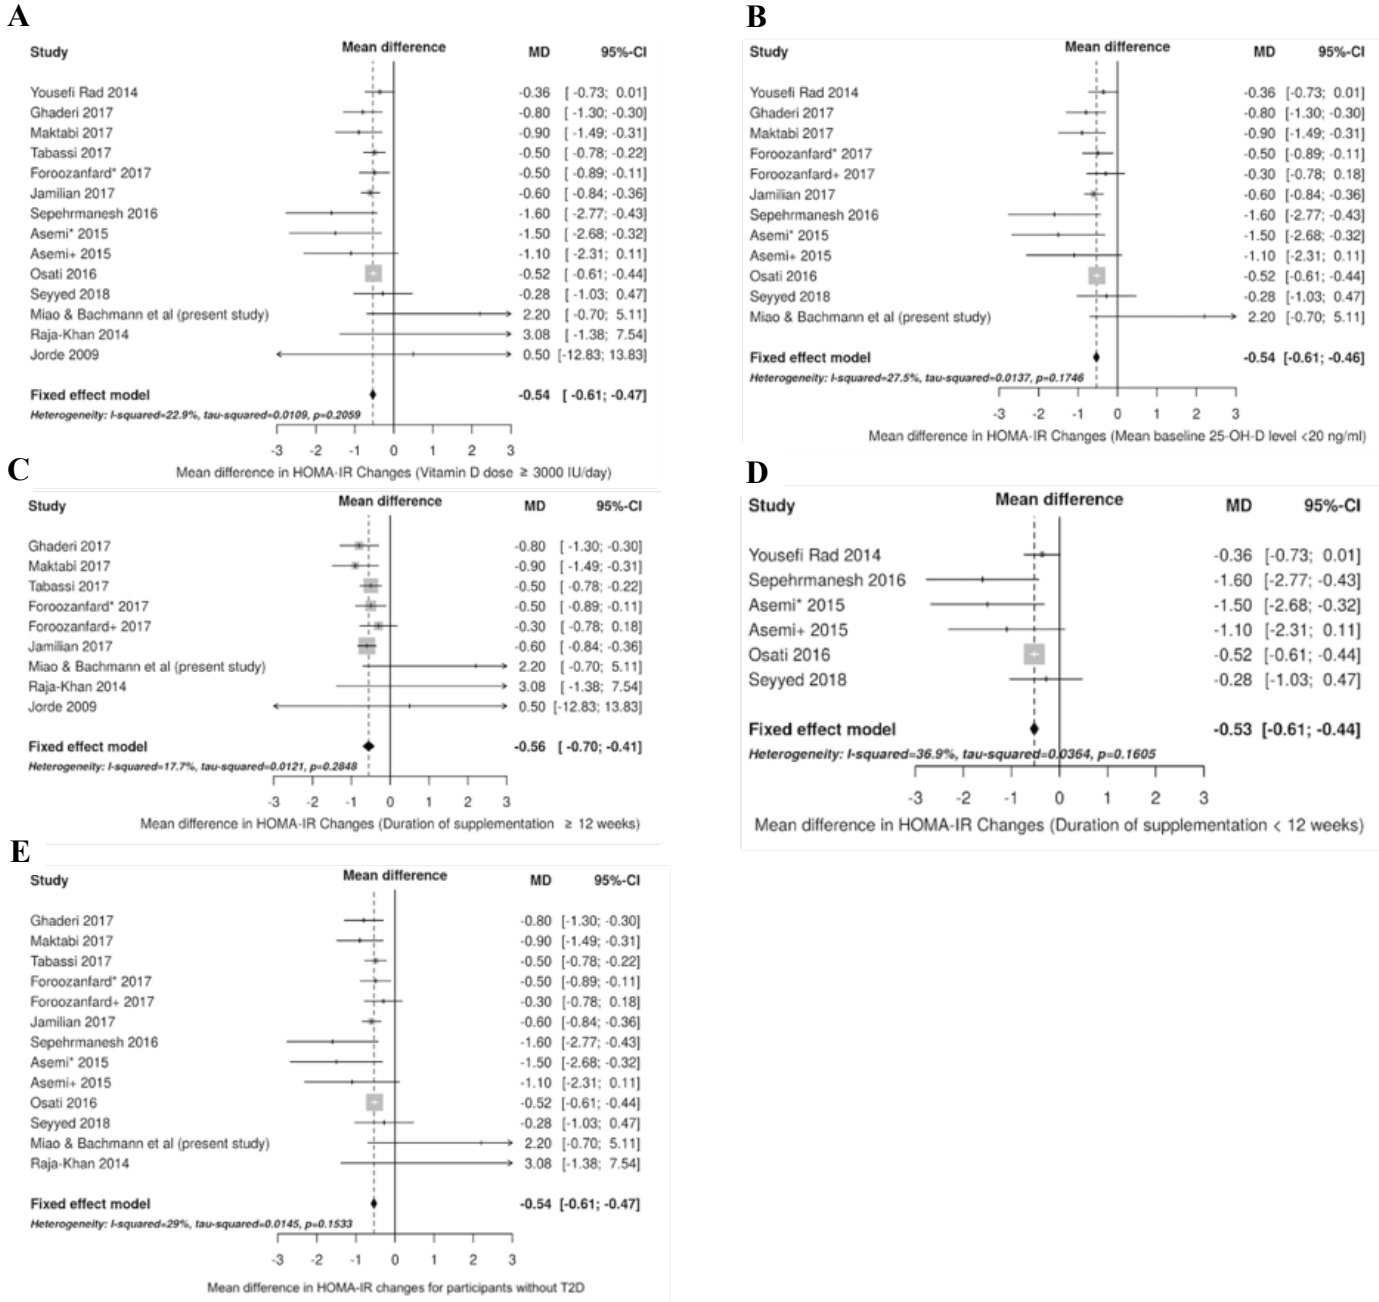 A
Study Mean difference MD 95%-CI
Yousefi Rad 2014 -0.36 [ -0.73; 0.01]
Ghaderi 2017 -0.80 [ -1.30; -0.30]
Maktabi 2017 -0.90 [ -1.49; -0.31]
Tabassi 2017 -0.50 [ -0.78; -0.22]
Foroozanfard* 2017 -0.50 [ -0.89; -0.11]
Jamilian 2017 -0.60 [ -0.84; -0.36]
Sepehrmanesh 2016 -1.60 [ -2.77; -0.43]
Asemi* 2015 -1.50 [ -2.68; -0.32]
Asemi+ 2015 -1.10 [ -2.31; 0.11]
Osati 2016 -0.52 [ -0.61; -0.44]
Seyyed 2018 -0.28 [ -1.03; 0.47]
Miao & Bachmann et al (present study) 2.20 [ -0.70; 5.11]
Raja-Khan 2014 3.08 [ -1.38; 7.54]
Jorde 2009 0.50 [-12.83; 13.83]
Fixed effect model -0.54 [ -0.61; -0.47]
Heterogeneity: I-squared=22.9%, tau-squared=0.0109, p=0.2059
-3 -2 -1 0 1 2 3
Mean difference in HOMA-IR Changes (Vitamin D dose ≥ 3000 IU/day)
B
Study Mean difference MD 95%-CI
Yousefi Rad 2014 -0.36 [-0.73; 0.01]
Ghaderi 2017 -0.80 [-1.30; -0.30]
Maktabi 2017 -0.90 [-1.49; -0.31]
Foroozanfard* 2017 -0.50 [-0.89; -0.11]
Foroozanfard+ 2017 -0.30 [-0.78; 0.18]
Jamilian 2017 -0.60 [-0.84; -0.36]
Sepehrmanesh 2016 -1.60 [-2.77; -0.43]
Asemi* 2015 -1.50 [-2.68; -0.32]
Asemi+ 2015 -1.10 [-2.31; 0.11]
Osati 2016 -0.52 [-0.61; -0.44]
Seyyed 2018 -0.28 [-1.03; 0.47]
Miao & Bachmann et al (present study) 2.20 [-0.70; 5.11]
Fixed effect model -0.54 [-0.61; -0.46]
Heterogeneity: I-squared=27.5%, tau-squared=0.0137, p=0.1746
-3 -2 -1 0 1 2 3
Mean difference in HOMA-IR Changes (Mean baseline 25-OH-D level <20 ng/ml)
C
Study Mean difference MD 95%-CI
Ghaderi 2017 -0.80 [ -1.30; -0.30]
Maktabi 2017 -0.90 [ -1.49; -0.31]
Tabassi 2017 -0.50 [ -0.78; -0.22]
Foroozanfard* 2017 -0.50 [ -0.89; -0.11]
Foroozanfard+ 2017 -0.30 [ -0.78; 0.18]
Jamilian 2017 -0.60 [ -0.84; -0.36]
Miao & Bachmann et al (present study) 2.20 [ -0.70; 5.11]
Raja-Khan 2014 3.08 [ -1.38; 7.54]
Jorde 2009 0.50 [-12.83; 13.83]
Fixed effect model -0.56 [ -0.70; -0.41]
Heterogeneity: I-squared=17.7%, tau-squared=0.0121, p=0.2848
-3 -2 -1 0 1 2 3
Mean difference in HOMA-IR Changes (Duration of supplementation ≥ 12 weeks)
D
Study Mean difference MD 95%-CI
Yousefi Rad 2014 -0.36 [-0.73; 0.01]
Sepehrmanesh 2016 -1.60 [-2.77; -0.43]
Asemi* 2015 -1.50 [-2.68; -0.32]
Asemi+ 2015 -1.10 [-2.31; 0.11]
Osati 2016 -0.52 [-0.61; -0.44]
Seyyed 2018 -0.28 [-1.03; 0.47]
Fixed effect model -0.53 [-0.61; -0.44]
Heterogeneity: I-squared=36.9%, tau-squared=0.0364, p=0.1605
-3 -2 -1 0 1 2 3
Mean difference in HOMA-IR Changes (Duration of supplementation < 12 weeks)
E
Study Mean difference MD 95%-CI
Ghaderi 2017 -0.80 [-1.30; -0.30]
Maktabi 2017 -0.90 [-1.49; -0.31]
Tabassi 2017 -0.50 [-0.78; -0.22]
Foroozanfard* 2017 -0.50 [-0.89; -0.11]
Foroozanfard+ 2017 -0.30 [-0.78; 0.18]
Jamilian 2017 -0.60 [-0.84; -0.36]
Sepehrmanesh 2016 -1.60 [-2.77; -0.43]
Asemi* 2015 -1.50 [-2.68; -0.32]
Asemi+ 2015 -1.10 [-2.31; 0.11]
Osati 2016 -0.52 [-0.61; -0.44]
Seyyed 2018 -0.28 [-1.03; 0.47]
Miao & Bachmann et al (present study) 2.20 [-0.70; 5.11]
Raja-Khan 2014 3.08 [-1.38; 7.54]
Fixed effect model -0.54 [-0.61; -0.47]
Heterogeneity: I-squared=29%, tau-squared=0.0145, p=0.1533
-3 -2 -1 0 1 2 3
Mean difference in HOMA-IR changes for participants without T2D